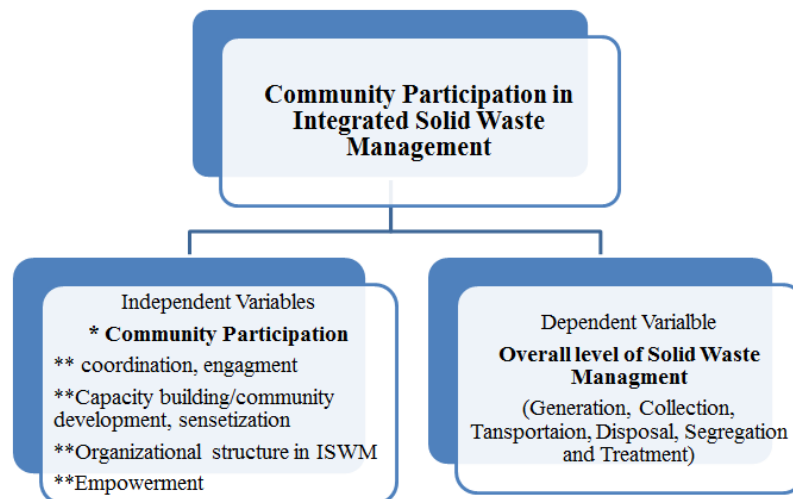 Community Participation in
Integrated Solid Waste
Management
Independent Variables
* Community Participation
** coordination, engagment
**Capacity building/community
development, sensetization
**Organizational structure in ISWM
**Empowerment
Dependent Varialble
Overall level of Solid Waste
Managment
(Generation, Collection,
Tansportaion, Disposal, Segregation
and Treatment)